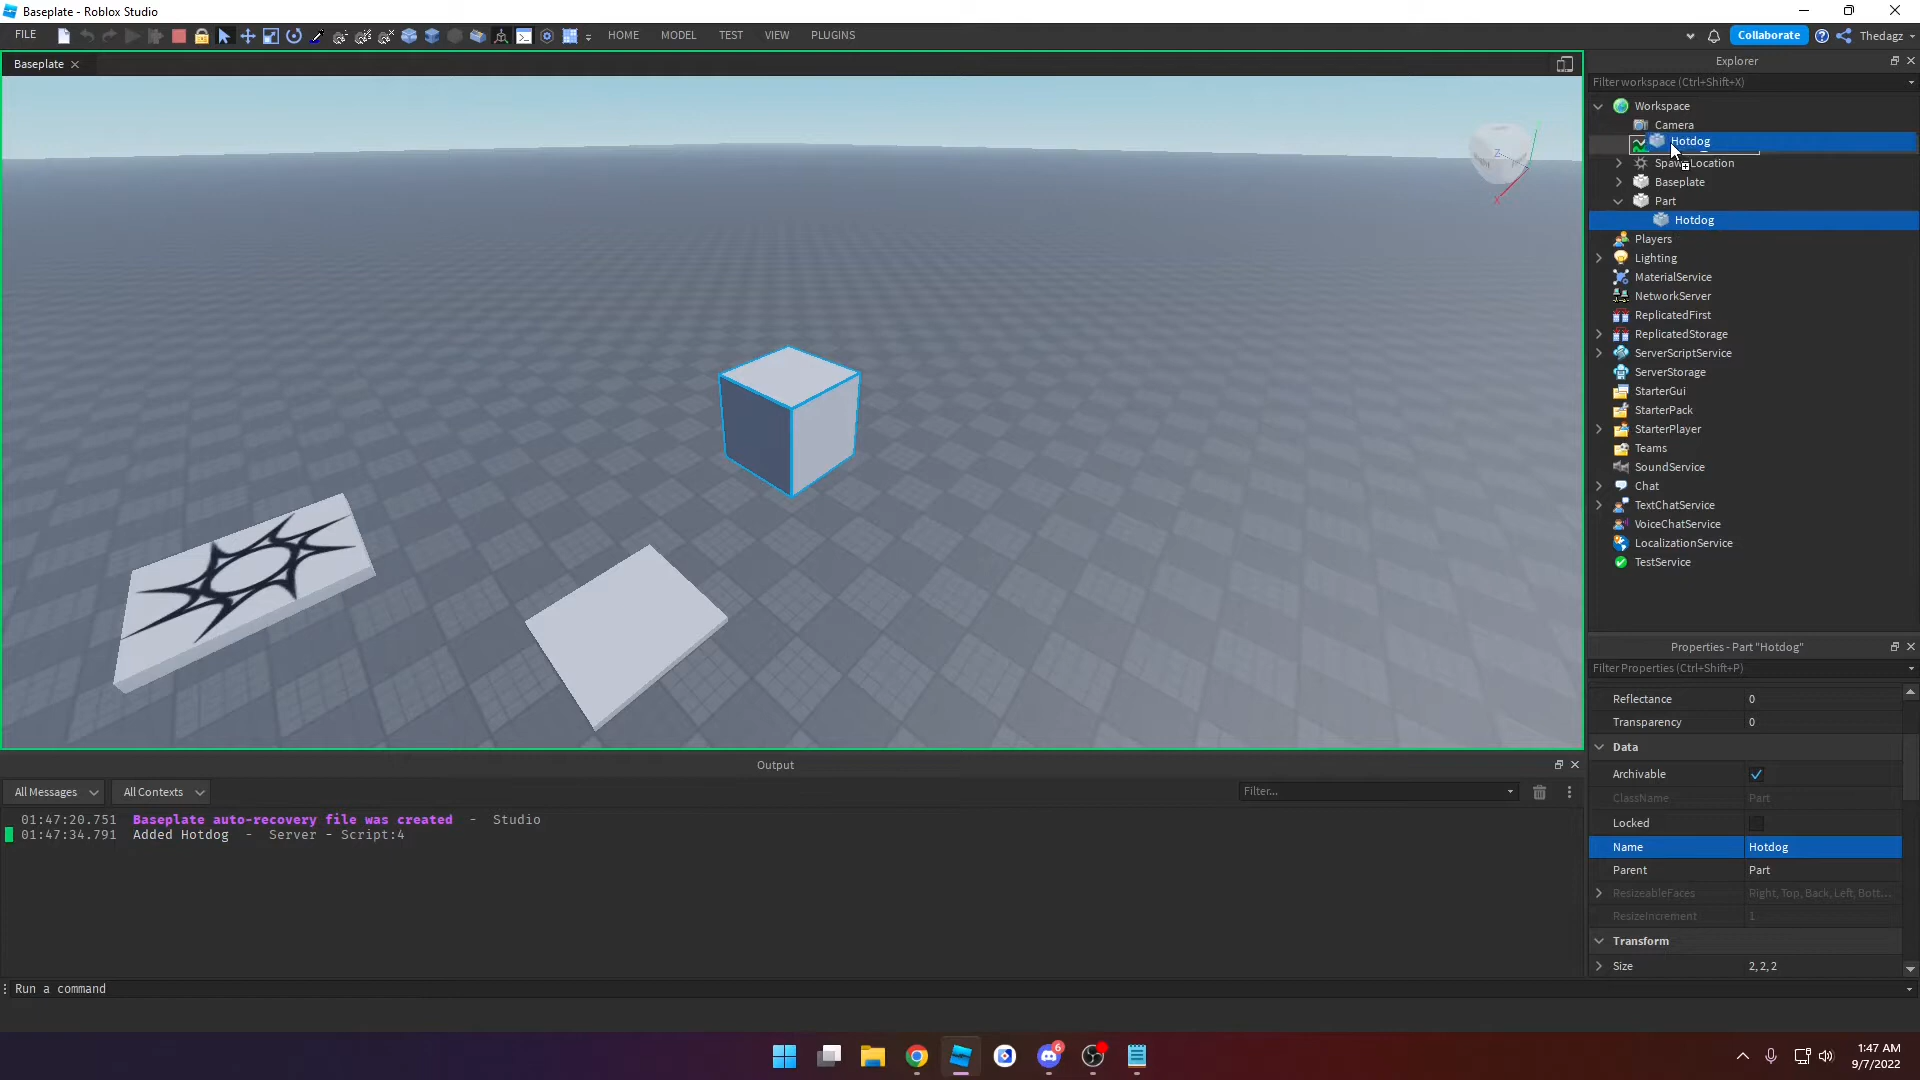 Baseplate - Roblox Studio
FILE
HOME
MODEL
TEST
VIEW
PLUGINS
Collaborate
Thedagz
Baseplate
Explorer
Filter workspace (Ctrl+Shift+X)
Workspace
Camera
Hotdog
SpawnLocation
Baseplate
Part
Hotdog
Players
Lighting
MaterialService
NetworkServer
ReplicatedFirst
ReplicatedStorage
ServerScriptService
ServerStorage
StarterGui
StarterPack
StarterPlayer
Teams
SoundService
Chat
TextChatService
VoiceChatService
LocalizationService
TestService
Z
X
Properties - Part "Hotdog"
Filter Properties (Ctrl+Shift+P)
Reflectance 0
Transparency 0
Data
Archivable
ClassName Part
Locked
Name Hotdog
Parent Part
ResizeableFaces Right, Top, Back, Left, Bott...
ResizeIncrement 1
Transform
Size 2, 2, 2
Output
All Messages
All Contexts
Filter...
01:47:20.751 Baseplate auto-recovery file was created - Studio
01:47:34.791 Added Hotdog - Server - Script:4
Run a command
6
1:47 AM
9/7/2022